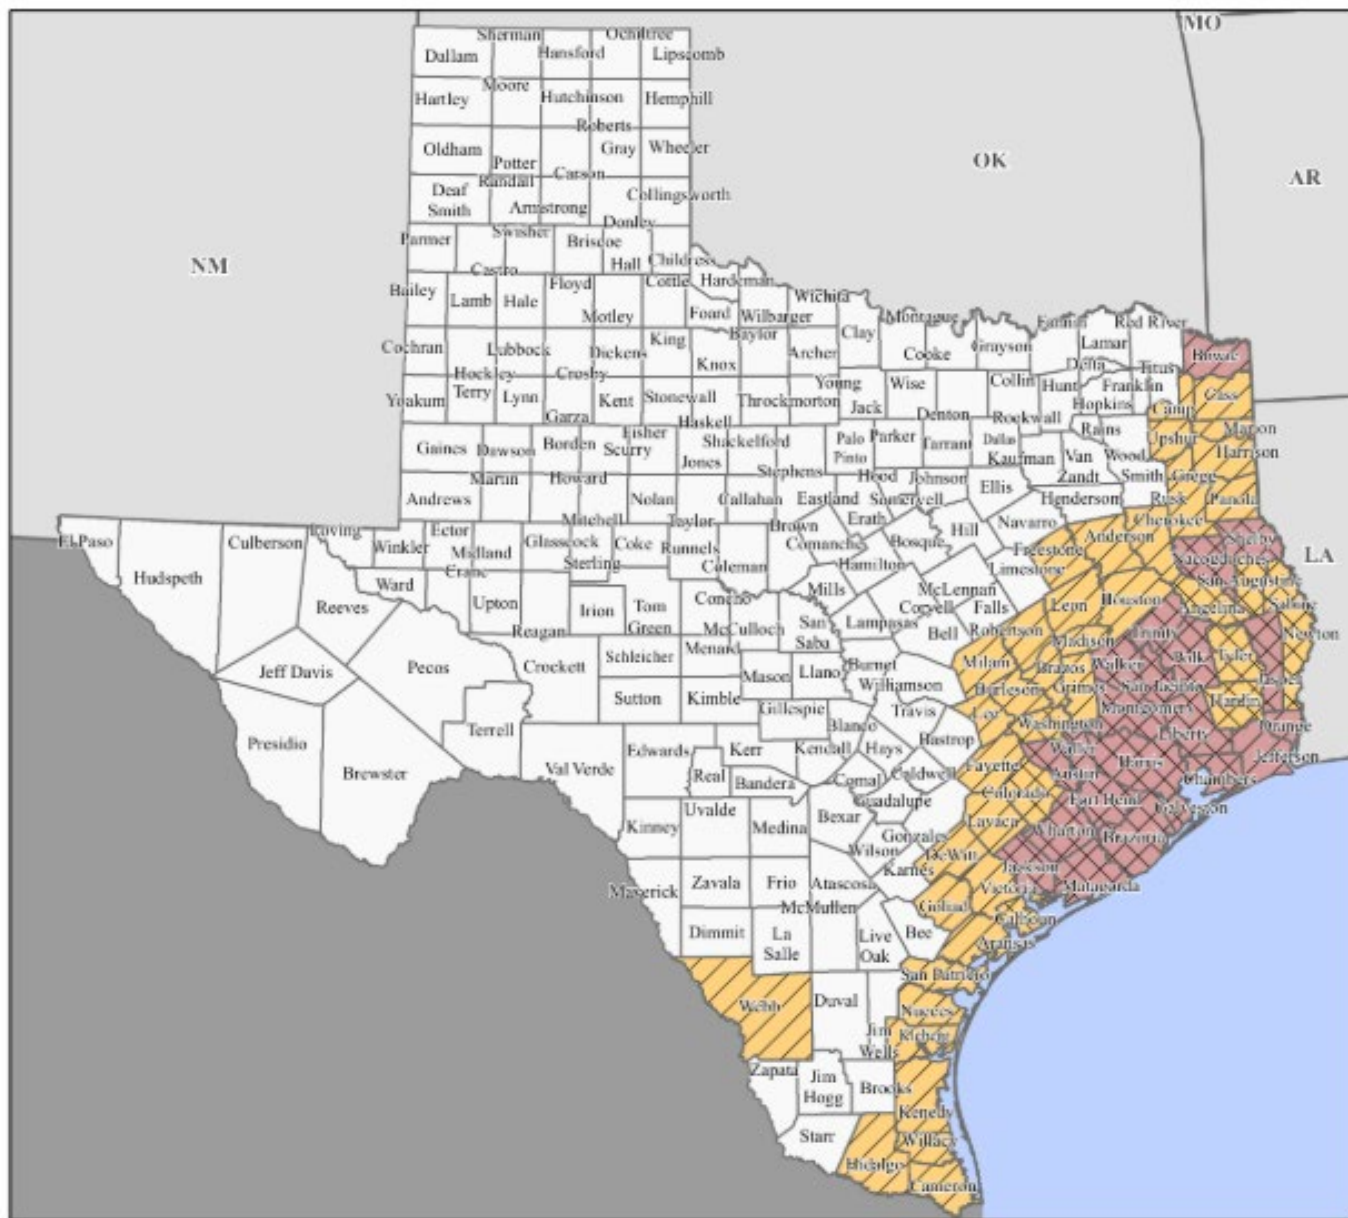 MO
OK
AR
NM
LA
Sherman
Ochiltree
Dallam
Hansford
Lipscomb
Moore
Hartley
Hutchinson
Hemphill
Roberts
Oldham
Potter
Gray
Wheeler
Carson
Randall
Deaf
Smith
Armstrong
Collingsworth
Donley
Parmer
Swisher
Briscoe
Hall
Childress
Castro
Hardeman
Bailey
Lamb
Hale
Floyd
Motley
Cottle
Foard
Wilbarger
Wichita
Clay
Montague
Cooke
Grayson
Fannin
Lamar
Red River
Bowie
Cochran
Lubbock
Dickens
King
Knox
Baylor
Archer
Delta
Titus
Hockley
Crosby
Young
Jack
Wise
Denton
Collin
Hunt
Franklin
Hopkins
Cass
Yoakum
Terry
Lynn
Garza
Kent
Stonewall
Haskell
Throckmorton
Rockwall
Camp
Rains
Gaines
Dawson
Borden
Fisher
Scurry
Jones
Shackelford
Stephens
Palo
Pinto
Parker
Tarrant
Dallas
Kaufman
Van
Zandt
Wood
Upshur
Marion
Harrison
Smith
Gregg
Andrews
Martin
Howard
Mitchell
Nolan
Taylor
Callahan
Eastland
Hood
Somervell
Johnson
Ellis
Henderson
Rusk
Panola
Erath
Hill
Navarro
Cherokee
Anderson
Shelby
El Paso
Hudspeth
Culberson
Loving
Winkler
Ector
Midland
Glasscock
Sterling
Coke
Runnels
Coleman
Brown
Comanche
Hamilton
Bosque
Freestone
Limestone
Nacogdoches
San Augustine
Reeves
Ward
Crane
Upton
Reagan
Irion
Tom
Green
Concho
McCulloch
San
Saba
Mills
Lampasas
Coryell
McLennan
Falls
Bell
Robertson
Leon
Houston
Angelina
Sabine
Newton
Jeff Davis
Pecos
Crockett
Schleicher
Menard
Mason
Llano
Burnet
Williamson
Milam
Madison
Brazos
Trinity
Walker
Polk
Tyler
Jasper
Sutton
Kimble
Gillespie
Burleson
Grimes
San Jacinto
Hardin
Presidio
Brewster
Terrell
Val Verde
Edwards
Kerr
Kendall
Blanco
Hays
Travis
Bastrop
Lee
Washington
Montgomery
Liberty
Orange
Jefferson
Real
Bandera
Comal
Caldwell
Fayette
Waller
Austin
Harris
Chambers
Kinney
Uvalde
Medina
Bexar
Guadalupe
Gonzales
Colorado
Lavaca
Fort Bend
Galveston
Wilson
Karnes
DeWitt
Wharton
Brazoria
Maverick
Zavala
Frio
Atascosa
Jackson
Victoria
Matagorda
Dimmit
La
Salle
McMullen
Live
Oak
Bee
Goliad
Calhoun
Aransas
San Patricio
Webb
Duval
Jim
Wells
Nueces
Kleberg
Zapata
Jim
Hogg
Brooks
Kenedy
Starr
Hidalgo
Willacy
Cameron